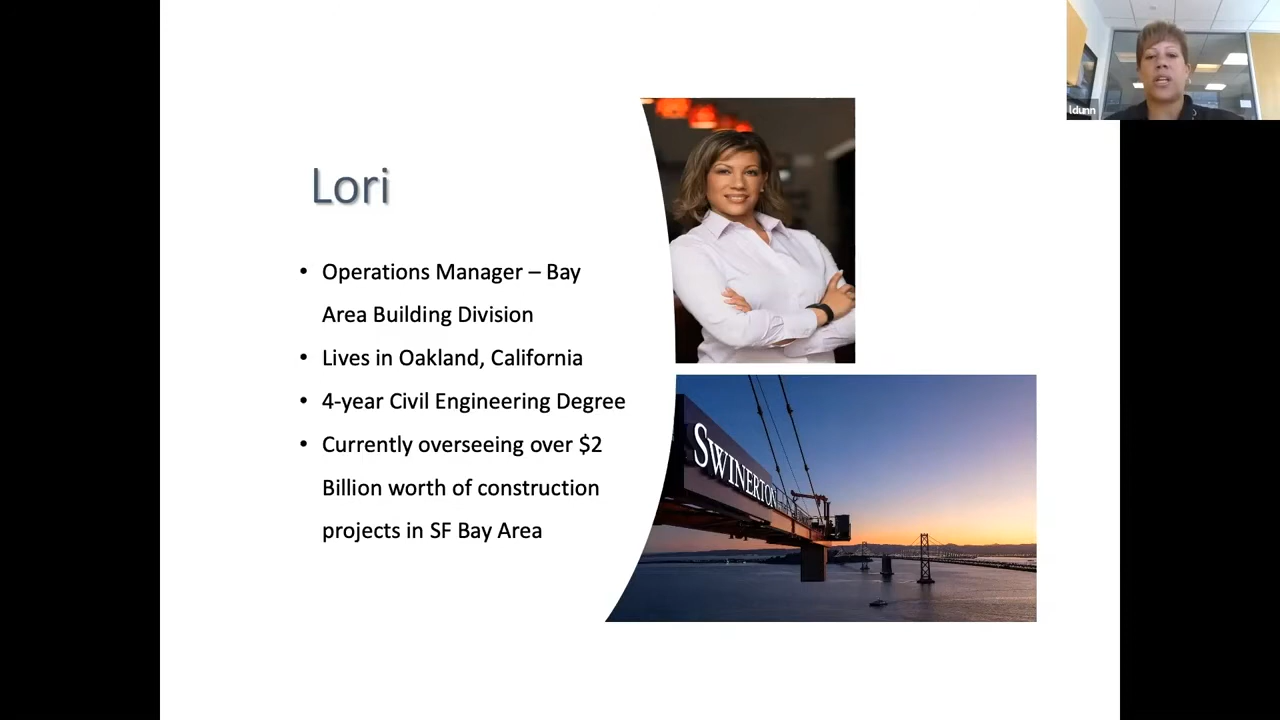 ldunn
Lori
• Operations Manager – Bay
Area Building Division
• Lives in Oakland, California
• 4-year Civil Engineering Degree
• Currently overseeing over $2
Billion worth of construction
projects in SF Bay Area
SWINERTON